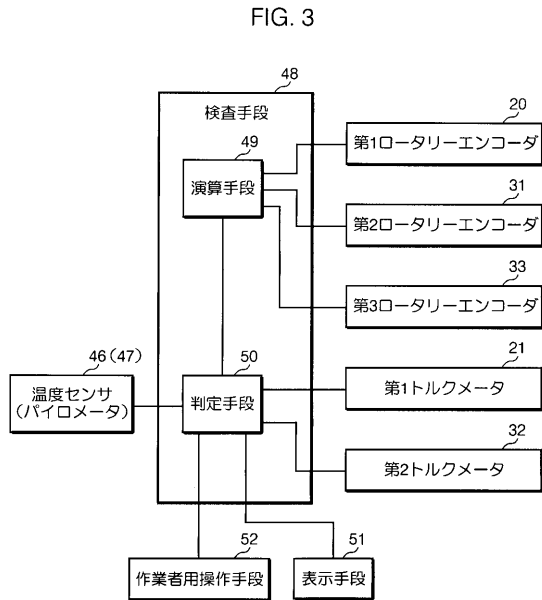 FIG. 3
48
検査手段
49
演算手段
20
第1ロータリーエンコーダ
31
第2ロータリーエンコーダ
33
第3ロータリーエンコーダ
46(47)
温度センサ
(パイロメータ)
50
判定手段
21
第1トルクメータ
32
第2トルクメータ
52
作業者用操作手段
51
表示手段